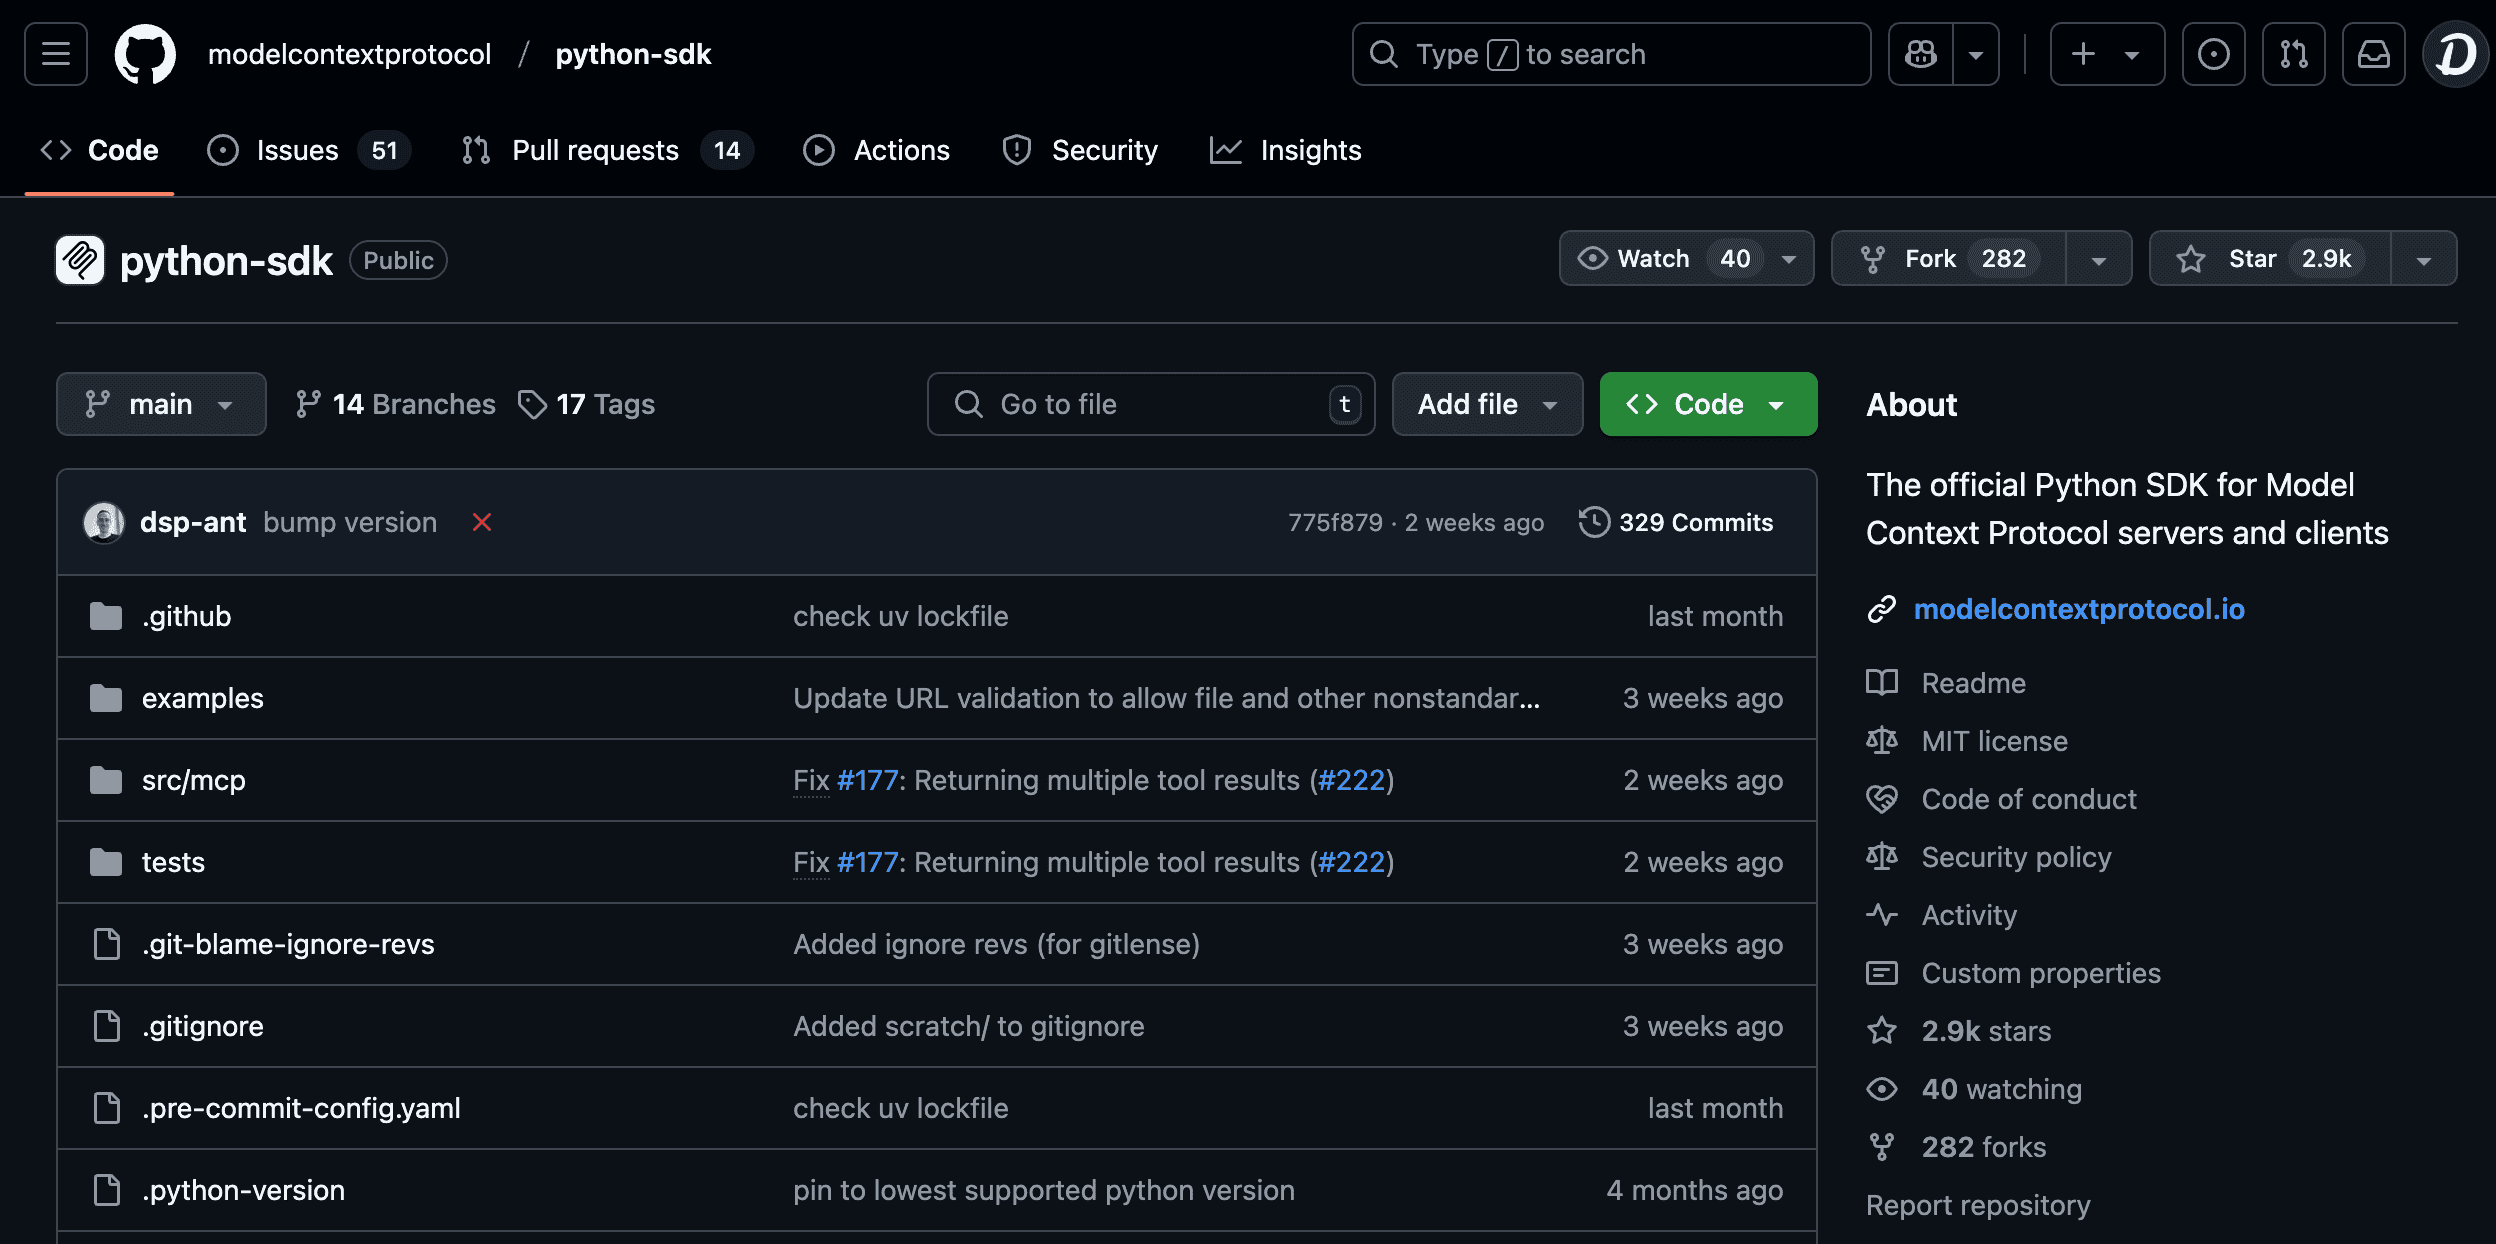 modelcontextprotocol / python-sdk
Type / to search
Code
Issues 51
Pull requests 14
Actions
Security
Insights
python-sdk Public
Watch 40
Fork 282
Star 2.9k
main
14 Branches
17 Tags
Go to file t
Add file
Code
dsp-ant bump version
775f879 · 2 weeks ago
329 Commits
.github check uv lockfile last month
examples Update URL validation to allow file and other nonstandar... 3 weeks ago
src/mcp Fix #177: Returning multiple tool results (#222) 2 weeks ago
tests Fix #177: Returning multiple tool results (#222) 2 weeks ago
.git-blame-ignore-revs Added ignore revs (for gitlense) 3 weeks ago
.gitignore Added scratch/ to gitignore 3 weeks ago
.pre-commit-config.yaml check uv lockfile last month
.python-version pin to lowest supported python version 4 months ago
About
The official Python SDK for Model
Context Protocol servers and clients
modelcontextprotocol.io
Readme
MIT license
Code of conduct
Security policy
Activity
Custom properties
2.9k stars
40 watching
282 forks
Report repository
D